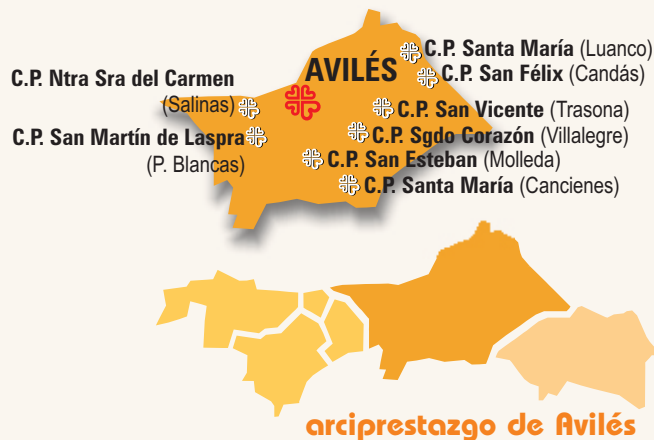 AVILÉS
C.P. Santa María (Luanco)
C.P. San Félix (Candás)
C.P. Ntra Sra del Carmen
(Salinas)
C.P. San Vicente (Trasona)
C.P. Sgdo Corazón (Villalegre)
C.P. San Martín de Laspra
(P. Blancas)
C.P. San Esteban (Molleda)
C.P. Santa María (Cancienes)
arciprestazgo de Avilés